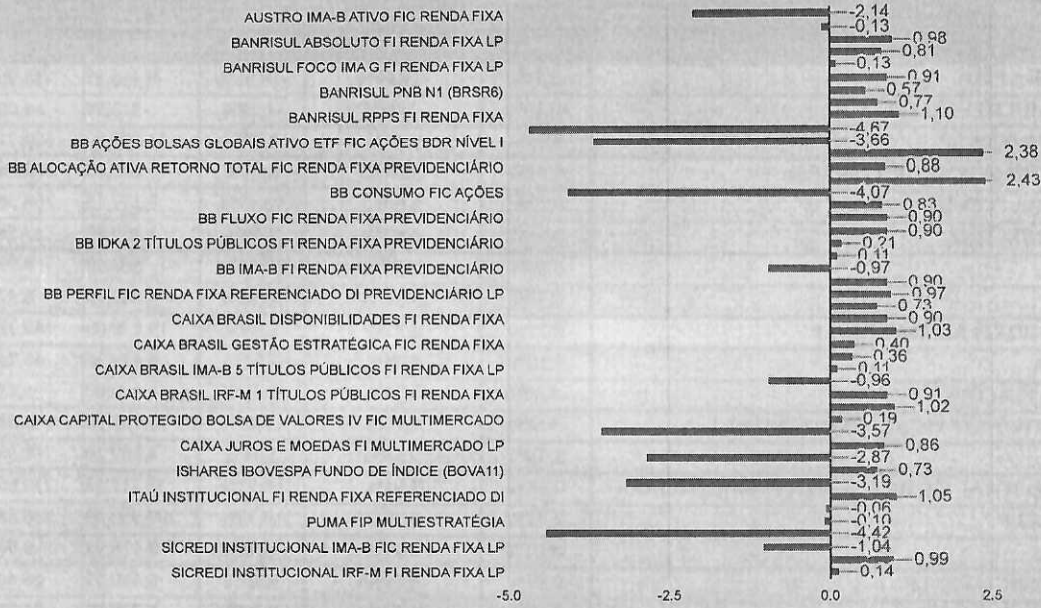 AUSTRO IMA-B ATIVO FIC RENDA FIXA -2,14
-0,13
BANRISUL ABSOLUTO FI RENDA FIXA LP 0,98
0,81
BANRISUL FOCO IMA G FI RENDA FIXA LP 0,13
0,91
BANRISUL PNB N1 (BRSR6) 0,57
0,77
BANRISUL RPPS FI RENDA FIXA 1,10
-4,67
BB AÇÕES BOLSAS GLOBAIS ATIVO ETF FIC AÇÕES BDR NÍVEL I -3,66
2,38
BB ALOCAÇÃO ATIVA RETORNO TOTAL FIC RENDA FIXA PREVIDENCIÁRIO 0,88
2,43
BB CONSUMO FIC AÇÕES -4,07
0,83
BB FLUXO FIC RENDA FIXA PREVIDENCIÁRIO 0,90
0,90
BB IDKA 2 TÍTULOS PÚBLICOS FI RENDA FIXA PREVIDENCIÁRIO 0,21
0,11
BB IMA-B FI RENDA FIXA PREVIDENCIÁRIO -0,97
0,90
BB PERFIL FIC RENDA FIXA REFERENCIADO DI PREVIDENCIÁRIO LP 0,97
0,73
CAIXA BRASIL DISPONIBILIDADES FI RENDA FIXA 0,90
1,03
CAIXA BRASIL GESTÃO ESTRATÉGICA FIC RENDA FIXA 0,40
0,36
CAIXA BRASIL IMA-B 5 TÍTULOS PÚBLICOS FI RENDA FIXA LP 0,11
-0,96
CAIXA BRASIL IRF-M 1 TÍTULOS PÚBLICOS FI RENDA FIXA 0,91
1,02
CAIXA CAPITAL PROTEGIDO BOLSA DE VALORES IV FIC MULTIMERCADO 0,19
-3,57
CAIXA JUROS E MOEDAS FI MULTIMERCADO LP 0,86
-2,87
ISHARES IBOVESPA FUNDO DE ÍNDICE (BOVA11) 0,73
-3,19
ITAÚ INSTITUCIONAL FI RENDA FIXA REFERENCIADO DI 1,05
-0,06
PUMA FIP MULTIESTRATÉGIA -0,10
-4,42
SICREDI INSTITUCIONAL IMA-B FIC RENDA FIXA LP -1,04
0,99
SICREDI INSTITUCIONAL IRF-M FI RENDA FIXA LP 0,14
-5.0 -2.5 0.0 2.5